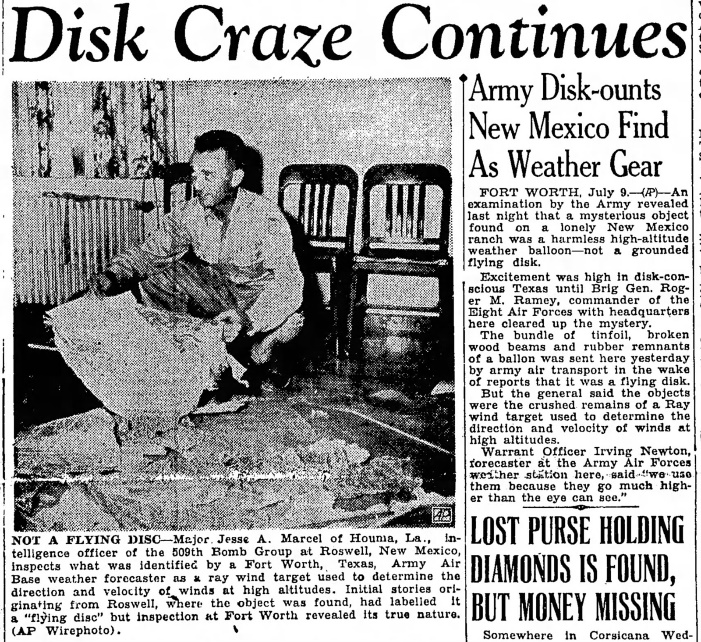 Disk Craze Continues
Army Disk-ounts
New Mexico Find
As Weather Gear
FORT WORTH, July 9.—(AP)—An
examination by the Army revealed
last night that a mysterious object
found on a lonely New Mexico
ranch was a harmless high-altitude
weather balloon—not a grounded
flying disk.
Excitement was high in disk-con-
scious Texas until Brig Gen. Rog-
er M. Ramey, commander of the
Eight Air Forces with headquarters
here cleared up the mystery.
The bundle of tinfoil, broken
wood beams and rubber remnants
of a ballon was sent here yesterday
by army air transport in the wake
of reports that it was a flying disk.
But the general said the objects
were the crushed remains of a Ray
wind target used to determine the
direction and velocity of winds at
high altitudes.
Warrant Officer Irving Newton,
forecaster at the Army Air Forces
weather station here, said "we use
them because they go much high-
er than the eye can see."
NOT A FLYING DISC—Major Jesse A. Marcel of Houma, La., in-
telligence officer of the 509th Bomb Group at Roswell, New Mexico,
inspects what was identified by a Fort Worth, Texas, Army Air
Base weather forecaster as a ray wind target used to determine the
direction and velocity of winds at high altitudes. Initial stories ori-
ginating from Roswell, where the object was found, had labelled it
a "flying disc" but inspection at Fort Worth revealed its true nature.
(AP Wirephoto).
LOST PURSE HOLDING
DIAMONDS IS FOUND,
BUT MONEY MISSING
Somewhere in Corsicana Wed-